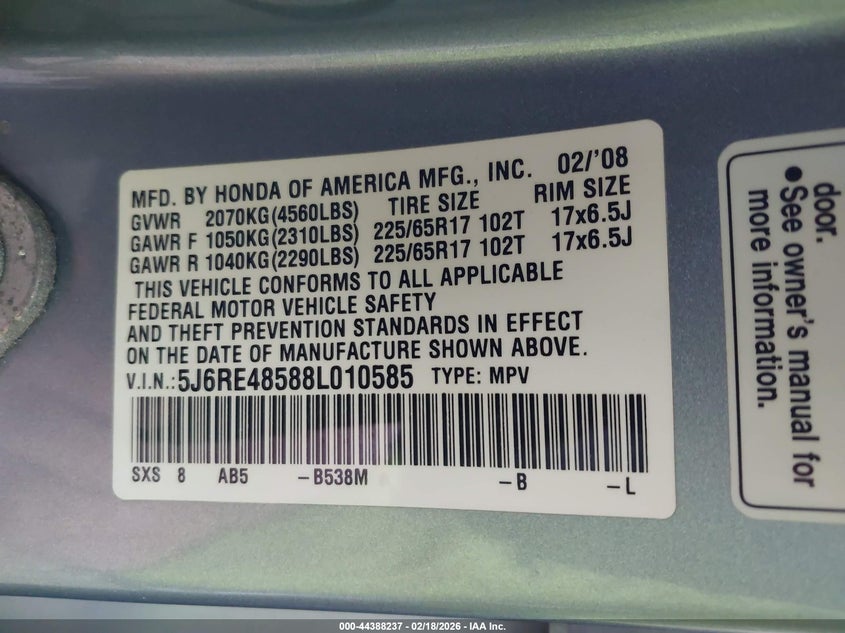 MFD. BY HONDA OF AMERICA MFG., INC. 02/'08
GVWR 2070KG(4560LBS) TIRE SIZE RIM SIZE
GAWR F 1050KG(2310LBS) 225/65R17 102T 17x6.5J
GAWR R 1040KG(2290LBS) 225/65R17 102T 17x6.5J
THIS VEHICLE CONFORMS TO ALL APPLICABLE
FEDERAL MOTOR VEHICLE SAFETY
AND THEFT PREVENTION STANDARDS IN EFFECT
ON THE DATE OF MANUFACTURE SHOWN ABOVE.
V.I.N.: 5J6RE48588L010585 TYPE: MPV
SXS 8 AB5 –B538M –B –L
door.
• See owner's manual for
more information.
000-44388237 - 02/18/2026 - IAA Inc.